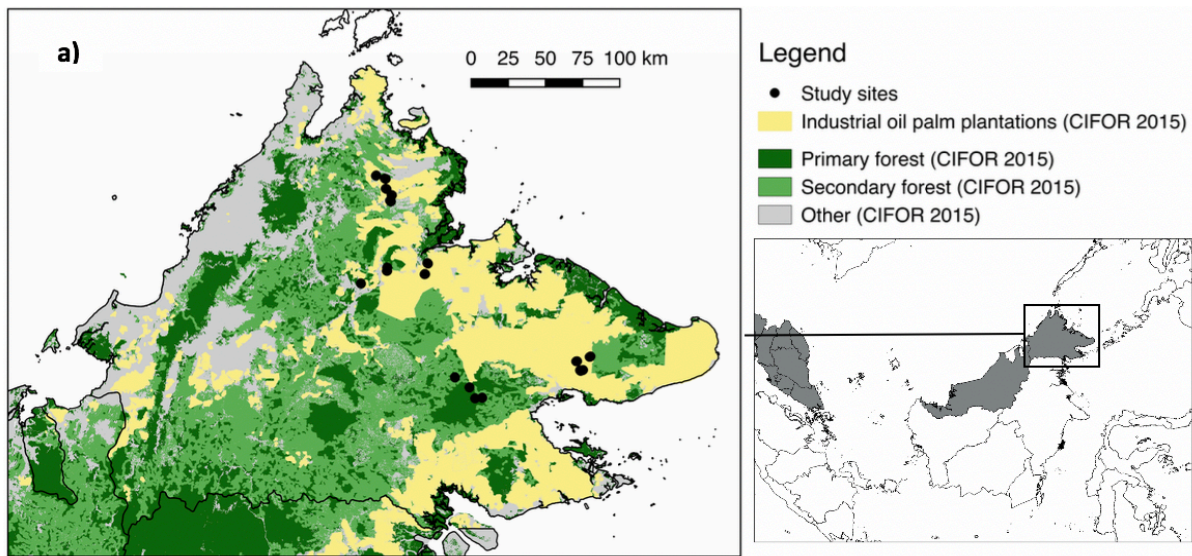 a)
0 25 50 75 100 km
Legend
Study sites
Industrial oil palm plantations (CIFOR 2015)
Primary forest (CIFOR 2015)
Secondary forest (CIFOR 2015)
Other (CIFOR 2015)